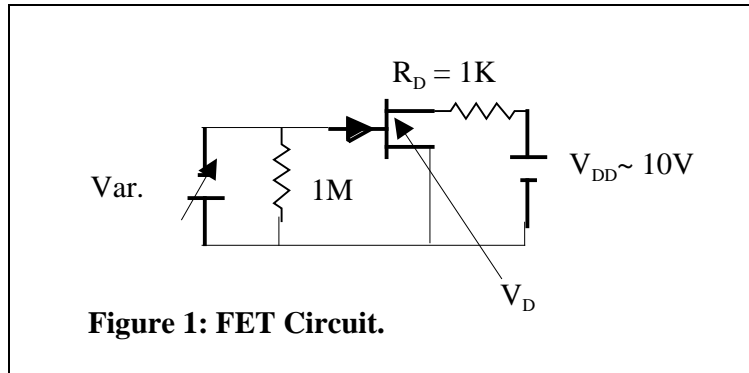 R_D = 1K
Var.
1M
V_DD~ 10V
V_D
Figure 1: FET Circuit.